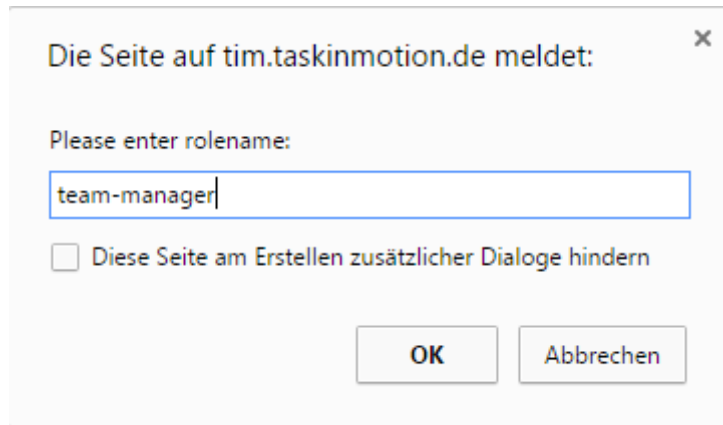 Die Seite auf tim.taskinmotion.de meldet:
Please enter rolename:
team-manager
Diese Seite am Erstellen zusätzlicher Dialoge hindern
OK Abbrechen